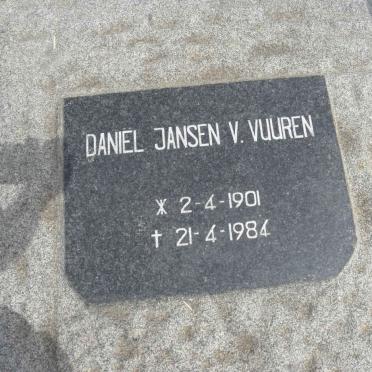 DANIEL JANSEN V. VUUREN
* 2-4-1901
† 21-4-1984